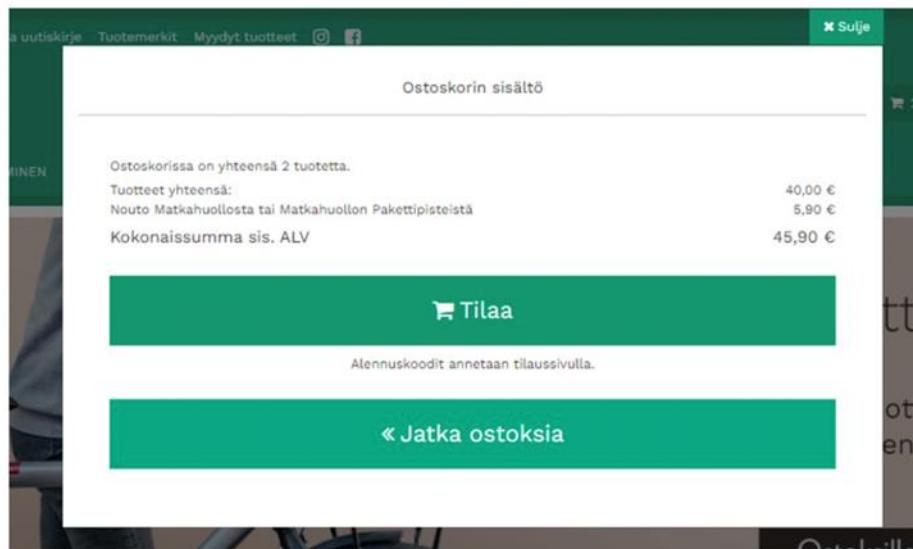 uutiskirje Tuotemerkit Myydyt tuotteet
✖ Sulje
Ostoskorin sisältö
Ostoskorissa on yhteensä 2 tuotetta.
Tuotteet yhteensä: 40,00 €
Nouto Matkahuollosta tai Matkahuollon Pakettipisteistä 5,90 €
Kokonaissumma sis. ALV 45,90 €
Tilaa
Alennuskoodit annetaan tilaussivulla.
« Jatka ostoksia